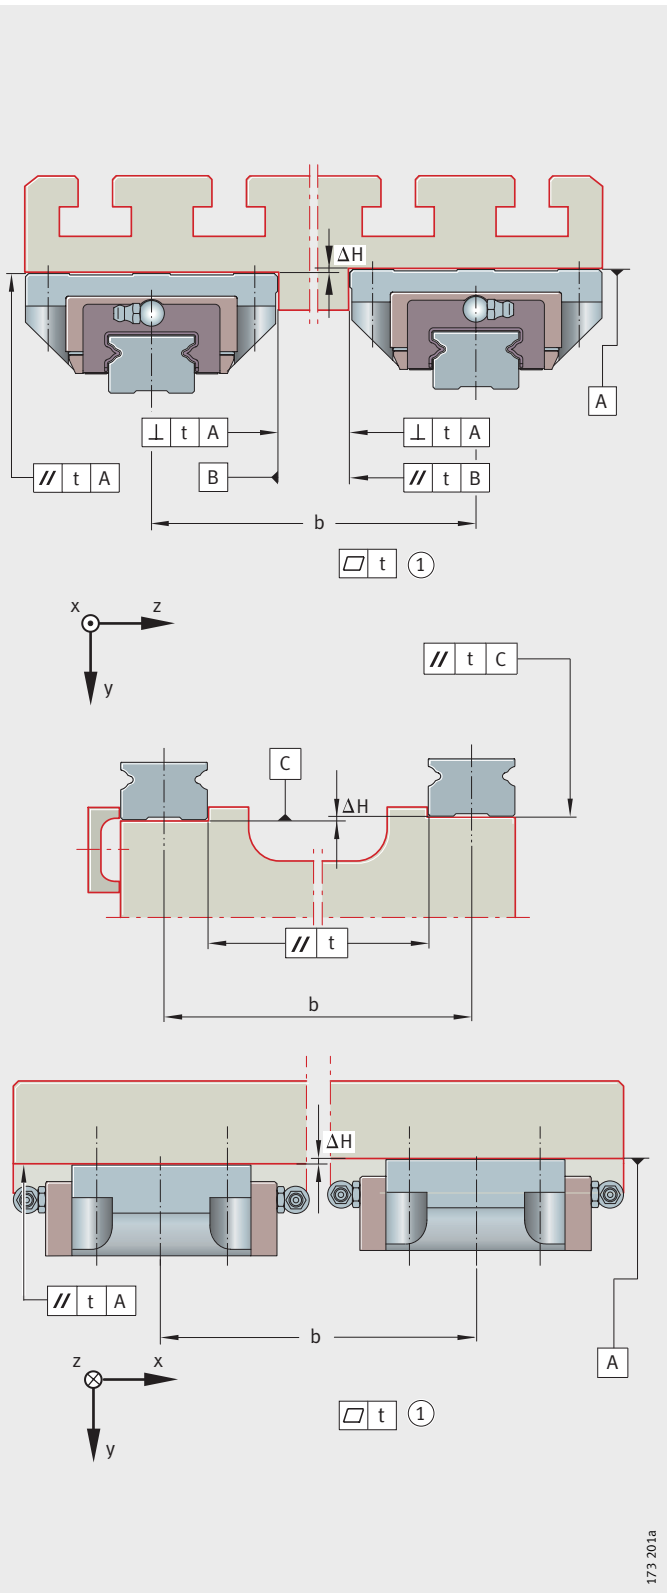 ΔH
A
⊥ t A
⊥ t A
// t A
B
// t B
b
⏥ t 1
x z
y
// t C
C
ΔH
// t
b
ΔH
// t A
b
A
z x
y
⏥ t 1
173 201a